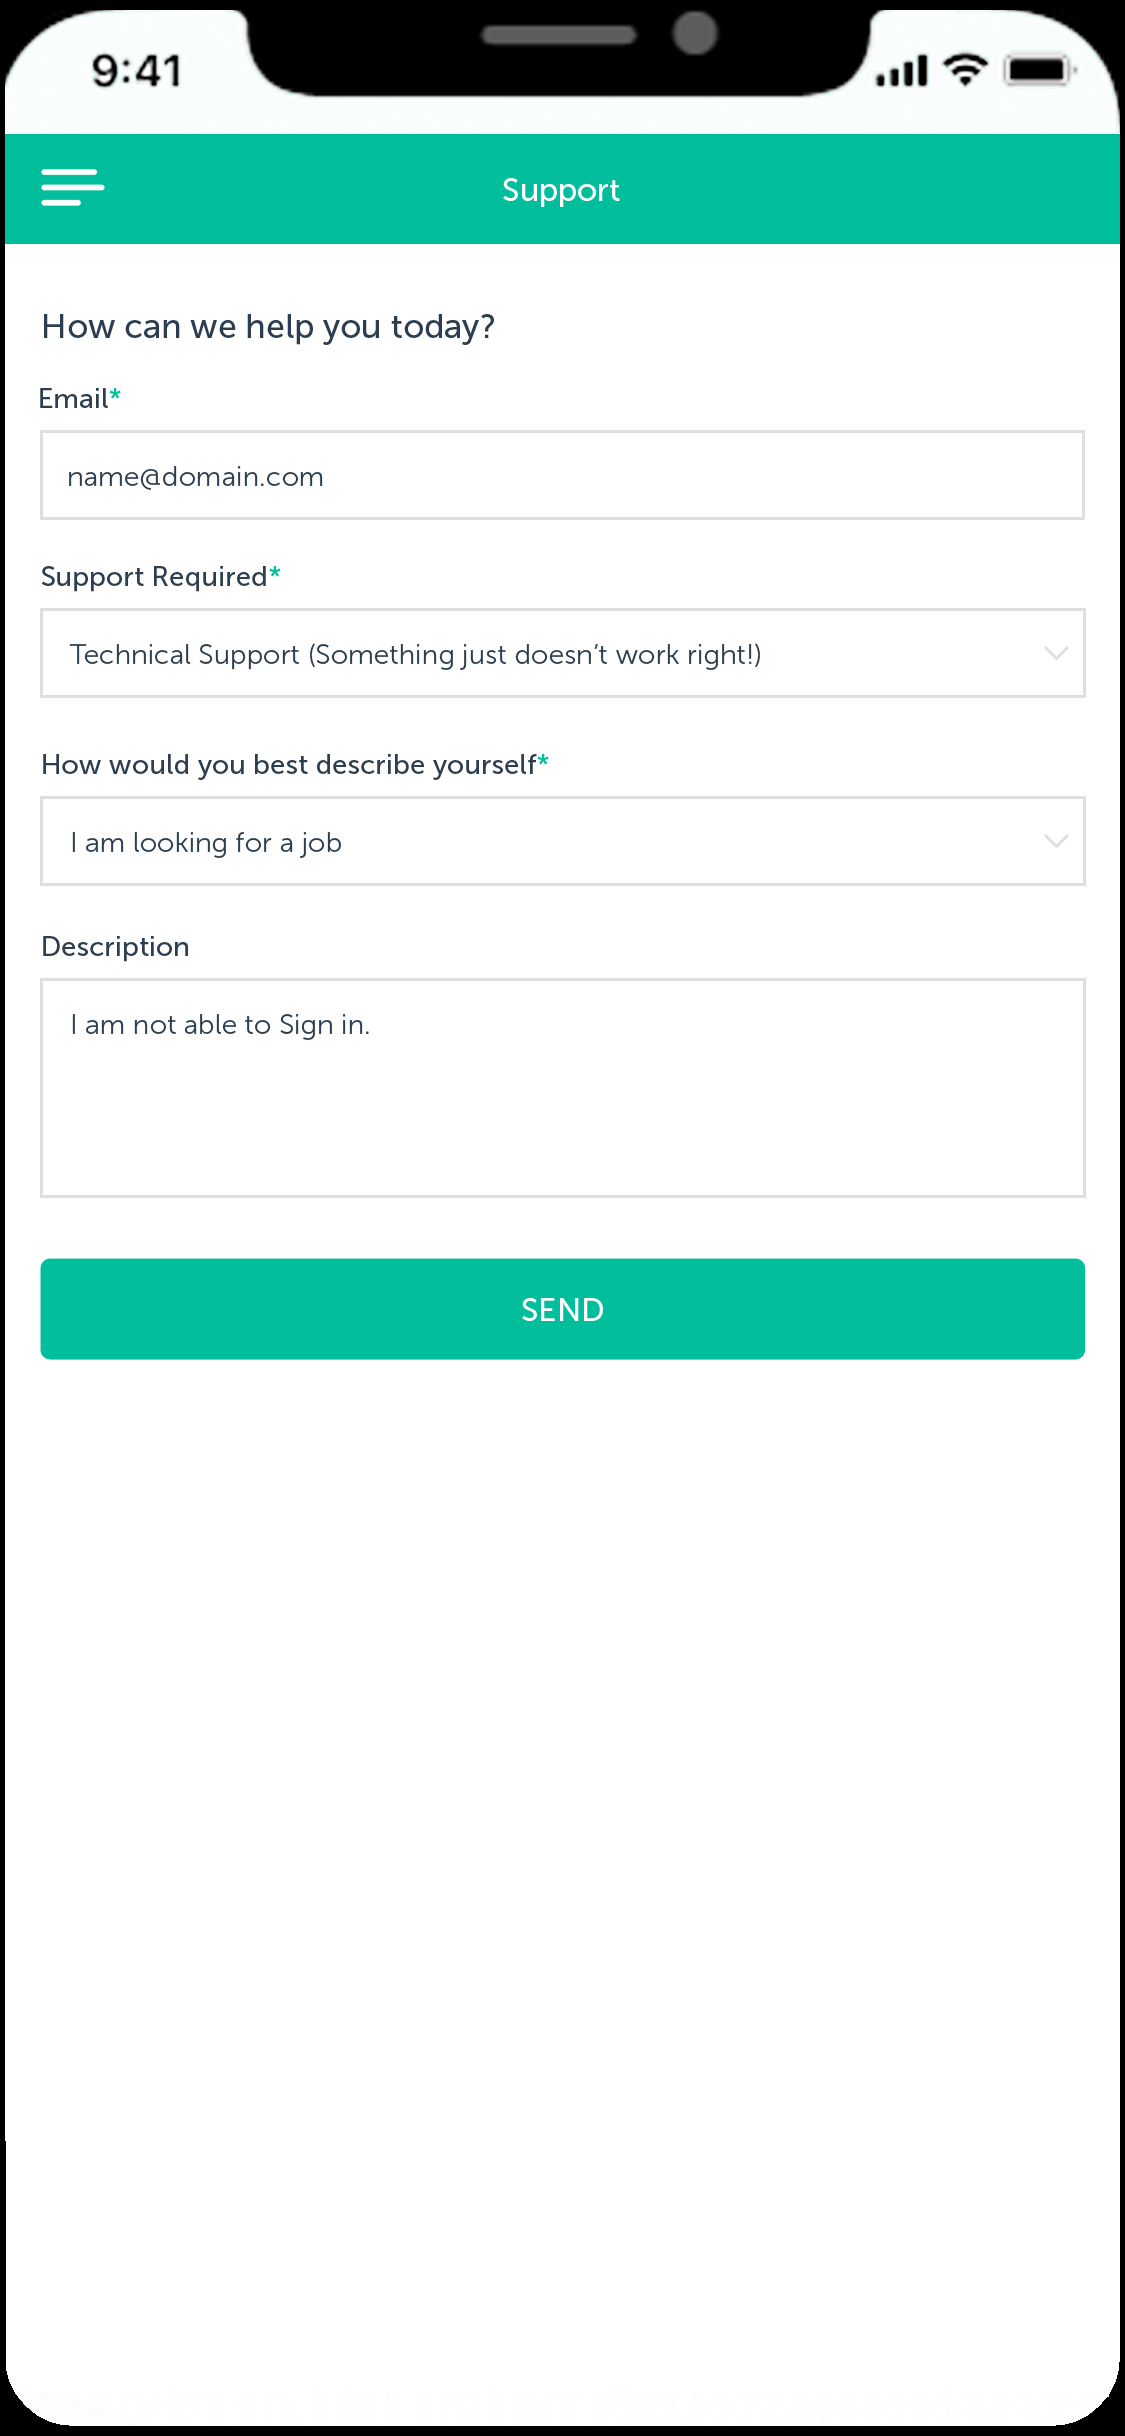 9:41
Support
How can we help you today?
Email*
name@domain.com
Support Required*
Technical Support (Something just doesn’t work right!)
How would you best describe yourself*
I am looking for a job
Description
I am not able to Sign in.
SEND